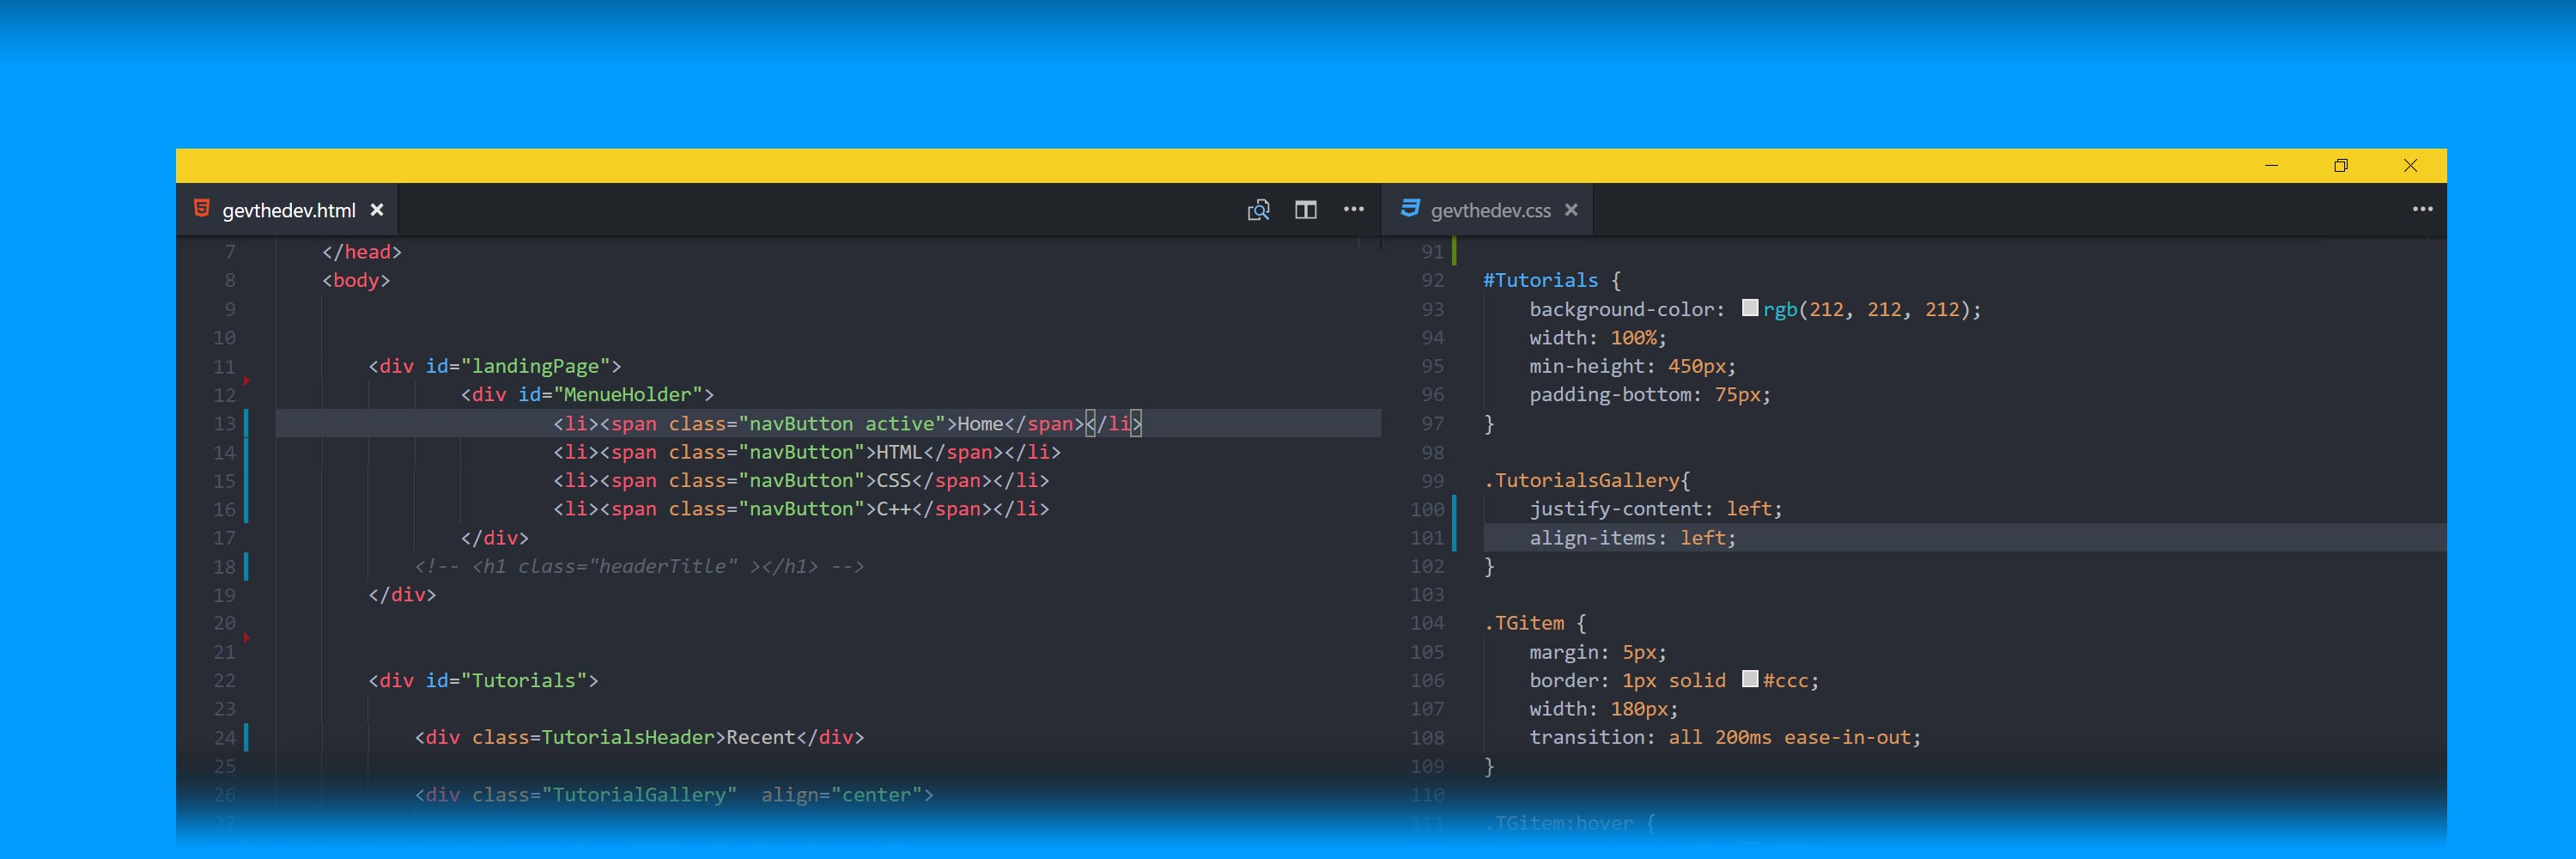 gevthedev.html
7 </head>
8 <body>
9
10
11 <div id="landingPage">
12 <div id="MenueHolder">
13 <li><span class="navButton active">Home</span></li>
14 <li><span class="navButton">HTML</span></li>
15 <li><span class="navButton">CSS</span></li>
16 <li><span class="navButton">C++</span></li>
17 </div>
18 <!-- <h1 class="headerTitle" ></h1> -->
19 </div>
20
21
22 <div id="Tutorials">
23
24 <div class=TutorialsHeader>Recent</div>
25
26 <div class="TutorialGallery"  align="center">
27
gevthedev.css
91
92 #Tutorials {
93 background-color: rgb(212, 212, 212);
94 width: 100%;
95 min-height: 450px;
96 padding-bottom: 75px;
97 }
98
99 .TutorialsGallery{
100 justify-content: left;
101 align-items: left;
102 }
103
104 .TGitem {
105 margin: 5px;
106 border: 1px solid #ccc;
107 width: 180px;
108 transition: all 200ms ease-in-out;
109 }
110
111 .TGitem:hover {